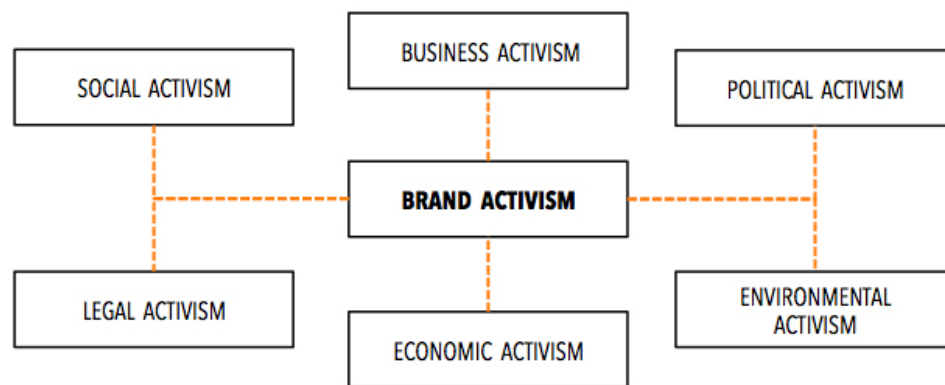 BUSINESS ACTIVISM
SOCIAL ACTIVISM
POLITICAL ACTIVISM
BRAND ACTIVISM
LEGAL ACTIVISM
ENVIRONMENTAL
ACTIVISM
ECONOMIC ACTIVISM